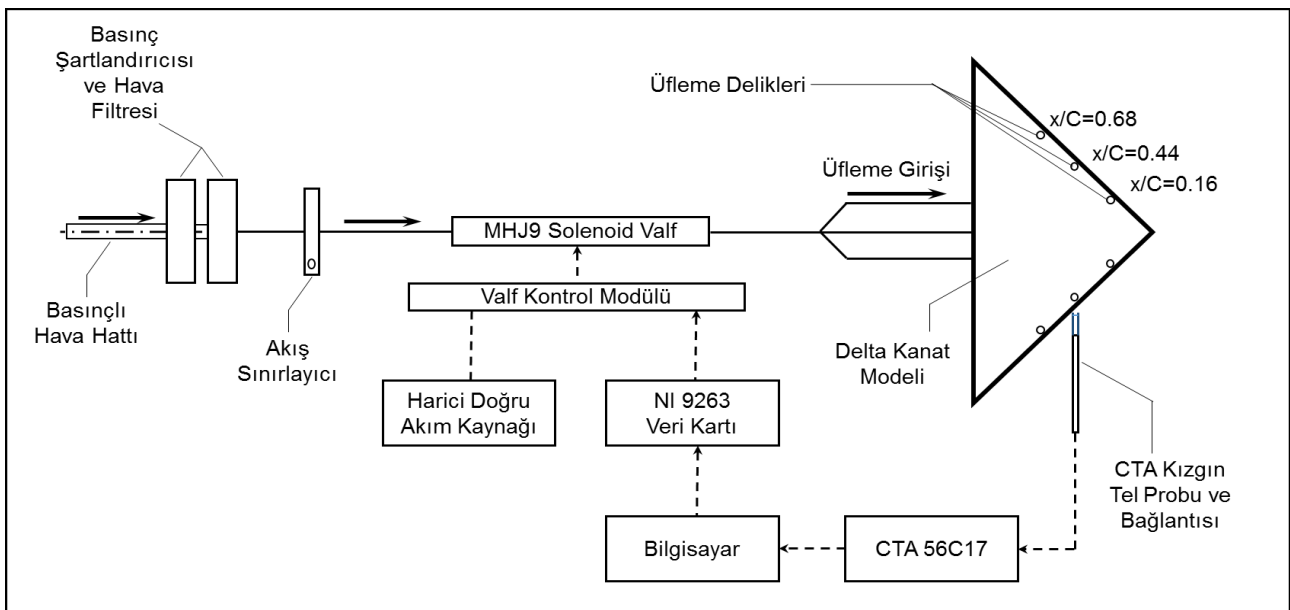 Basınç
Şartlandırıcısı
ve Hava
Filtresi
Üfleme Delikleri
x/C=0.68
x/C=0.44
x/C=0.16
Üfleme Girişi
MHJ9 Solenoid Valf
Valf Kontrol Modülü
Basınçlı
Hava Hattı
Akış
Sınırlayıcı
Delta Kanat
Modeli
Harici Doğru
Akım Kaynağı
NI 9263
Veri Kartı
CTA Kızgın
Tel Probu ve
Bağlantısı
Bilgisayar
CTA 56C17